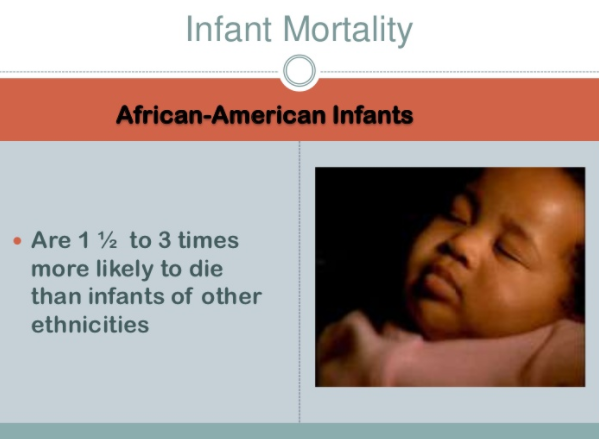 Infant Mortality
African-American Infants
• Are 1 ½ to 3 times
more likely to die
than infants of other
ethnicities